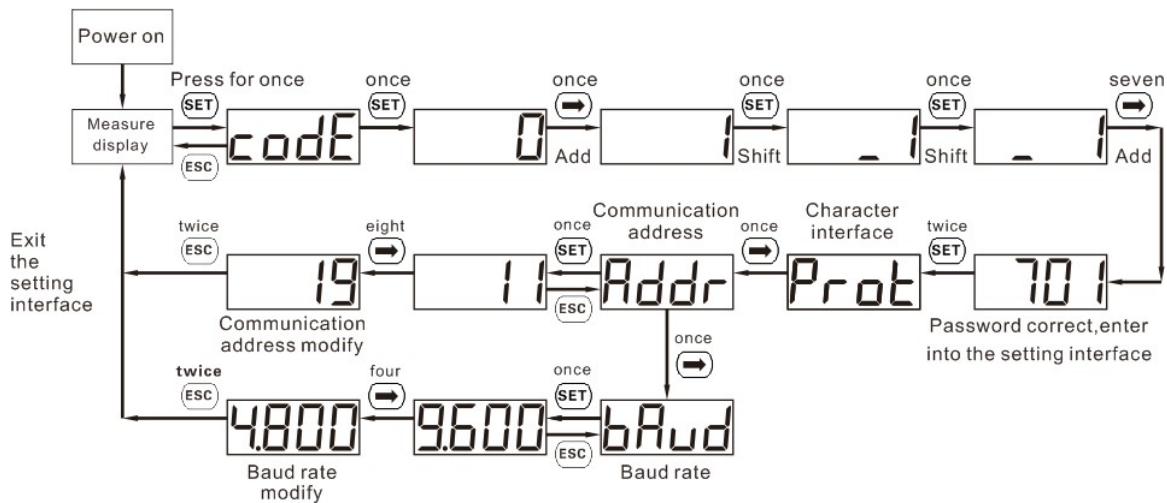 Power on
Press for once
once
once
once
once
seven
SET
SET
➡
SET
SET
➡
Measure
display
codE
0
1
_1
_ 1
ESC
Add
Shift
Shift
Add
Exit
the
setting
interface
twice
eight
once
Communication
address
once
Character
interface
twice
ESC
➡
SET
➡
SET
19
11
Addr
Prot
701
ESC
Communication
address modify
Password correct,enter
into the setting interface
once
➡
twice
four
once
ESC
➡
SET
4.800
9.600
bAud
ESC
Baud rate
modify
Baud rate